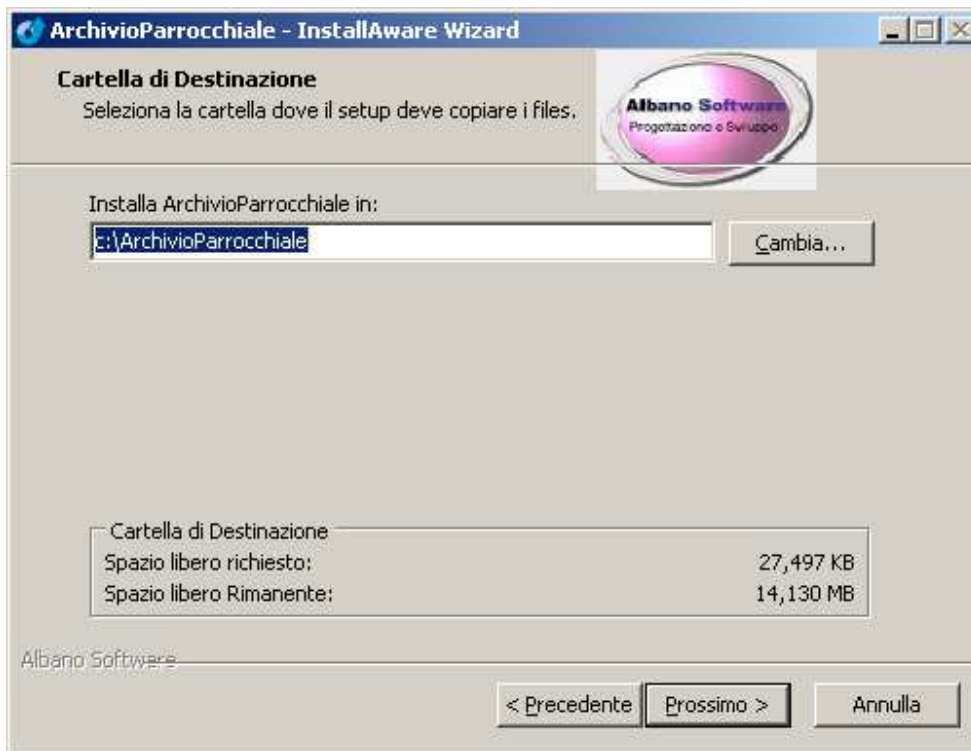 ArchivioParrocchiale - InstallAware Wizard
Cartella di Destinazione
Seleziona la cartella dove il setup deve copiare i files.
Albano Software
Progettazione e Sviluppo
Installa ArchivioParrocchiale in:
c:\ArchivioParrocchiale
Cambia...
Cartella di Destinazione
Spazio libero richiesto: 27,497 KB
Spazio libero Rimanente: 14,130 MB
Albano Software
< Precedente Prossimo > Annulla